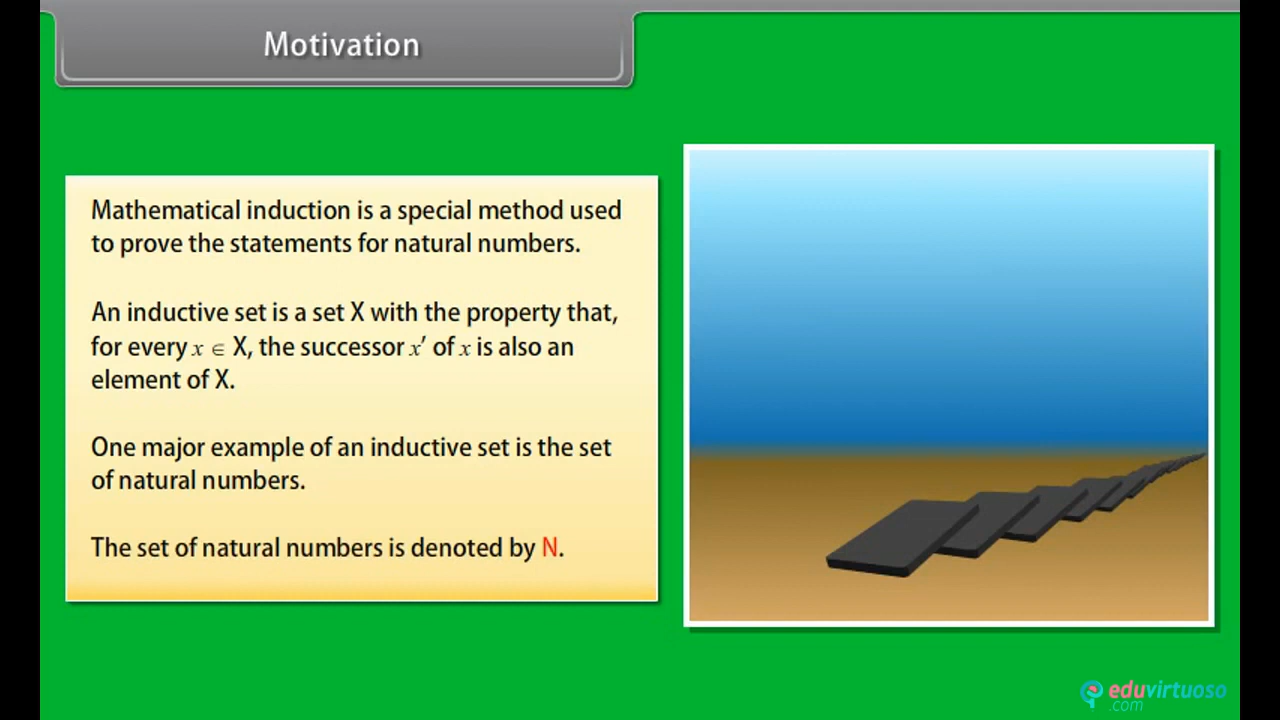 Motivation
Mathematical induction is a special method used
to prove the statements for natural numbers.
An inductive set is a set X with the property that,
for every x ∈ X, the successor x′ of x is also an
element of X.
One major example of an inductive set is the set
of natural numbers.
The set of natural numbers is denoted by N.
eduvirtuoso
.com